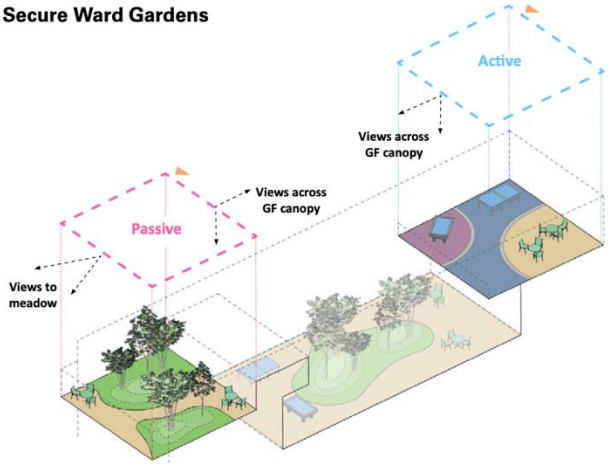 Secure Ward Gardens
Active
Views across
GF canopy
Views across
GF canopy
Passive
Views to
meadow